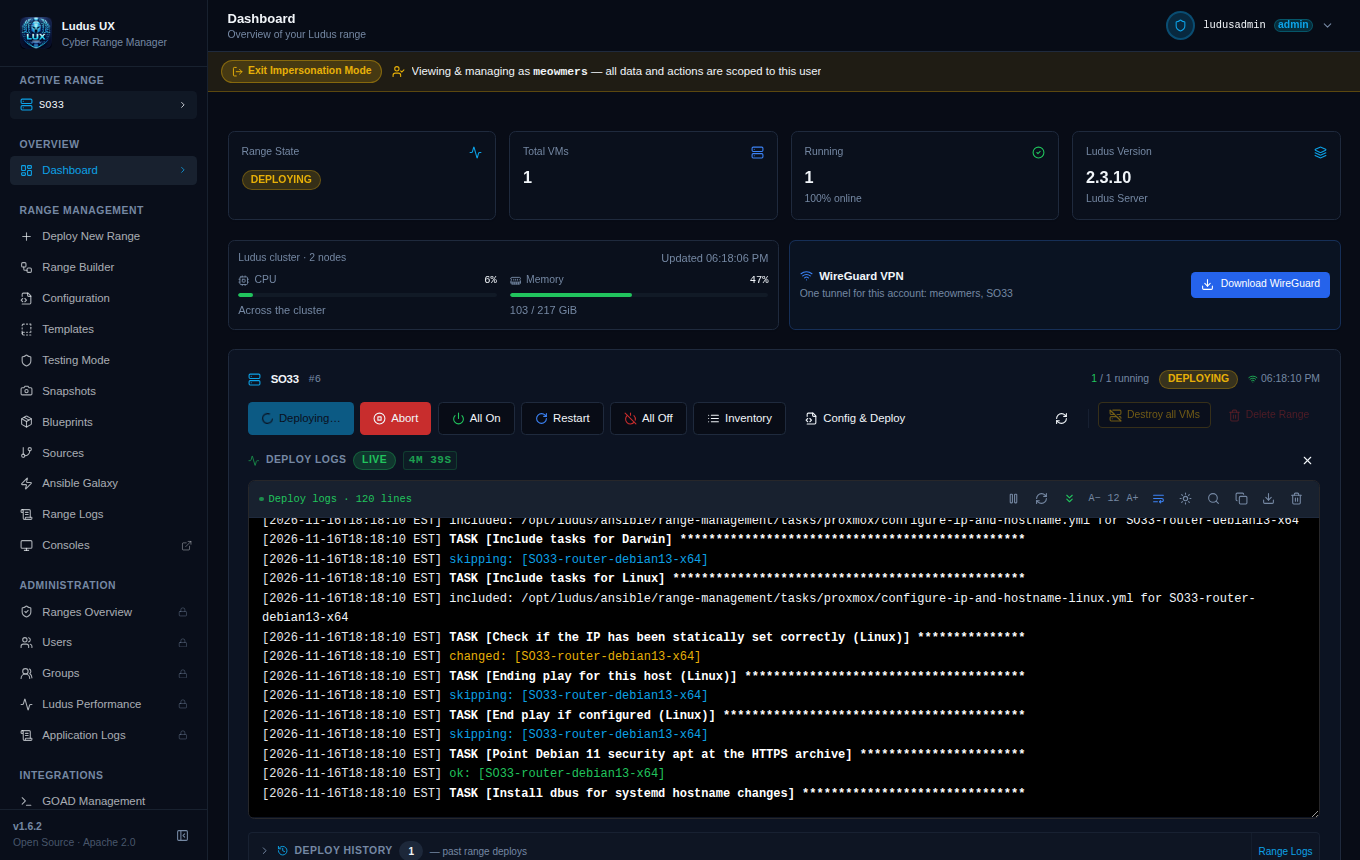 Ludus UX
Cyber Range Manager
ACTIVE RANGE
SO33
OVERVIEW
Dashboard
RANGE MANAGEMENT
Deploy New Range
Range Builder
Configuration
Templates
Testing Mode
Snapshots
Blueprints
Sources
Ansible Galaxy
Range Logs
Consoles
ADMINISTRATION
Ranges Overview
Users
Groups
Ludus Performance
Application Logs
INTEGRATIONS
GOAD Management
v1.6.2
Open Source · Apache 2.0
Dashboard
Overview of your Ludus range
ludusadmin admin
Exit Impersonation Mode Viewing & managing as meowmers — all data and actions are scoped to this user
Range State
DEPLOYING
Total VMs
1
Running
1
100% online
Ludus Version
2.3.10
Ludus Server
Ludus cluster · 2 nodes Updated 06:18:06 PM
CPU 6% Memory 47%
Across the cluster 103 / 217 GiB
WireGuard VPN
One tunnel for this account: meowmers, SO33
Download WireGuard
SO33 #6 1 / 1 running DEPLOYING 06:18:10 PM
Deploying… Abort All On Restart All Off Inventory Config & Deploy Destroy all VMs Delete Range
DEPLOY LOGS LIVE 4M 39S
Deploy logs · 120 lines A− 12 A+
[2026-11-16T18:18:10 EST] included: /opt/ludus/ansible/range-management/tasks/proxmox/configure-ip-and-hostname.yml for SO33-router-debian13-x64
[2026-11-16T18:18:10 EST] TASK [Include tasks for Darwin] ************************************************
[2026-11-16T18:18:10 EST] skipping: [SO33-router-debian13-x64]
[2026-11-16T18:18:10 EST] TASK [Include tasks for Linux] *************************************************
[2026-11-16T18:18:10 EST] included: /opt/ludus/ansible/range-management/tasks/proxmox/configure-ip-and-hostname-linux.yml for SO33-router-
debian13-x64
[2026-11-16T18:18:10 EST] TASK [Check if the IP has been statically set correctly (Linux)] ***************
[2026-11-16T18:18:10 EST] changed: [SO33-router-debian13-x64]
[2026-11-16T18:18:10 EST] TASK [Ending play for this host (Linux)] ***************************************
[2026-11-16T18:18:10 EST] skipping: [SO33-router-debian13-x64]
[2026-11-16T18:18:10 EST] TASK [End play if configured (Linux)] ******************************************
[2026-11-16T18:18:10 EST] skipping: [SO33-router-debian13-x64]
[2026-11-16T18:18:10 EST] TASK [Point Debian 11 security apt at the HTTPS archive] ***********************
[2026-11-16T18:18:10 EST] ok: [SO33-router-debian13-x64]
[2026-11-16T18:18:10 EST] TASK [Install dbus for systemd hostname changes] *******************************
DEPLOY HISTORY 1 — past range deploys Range Logs